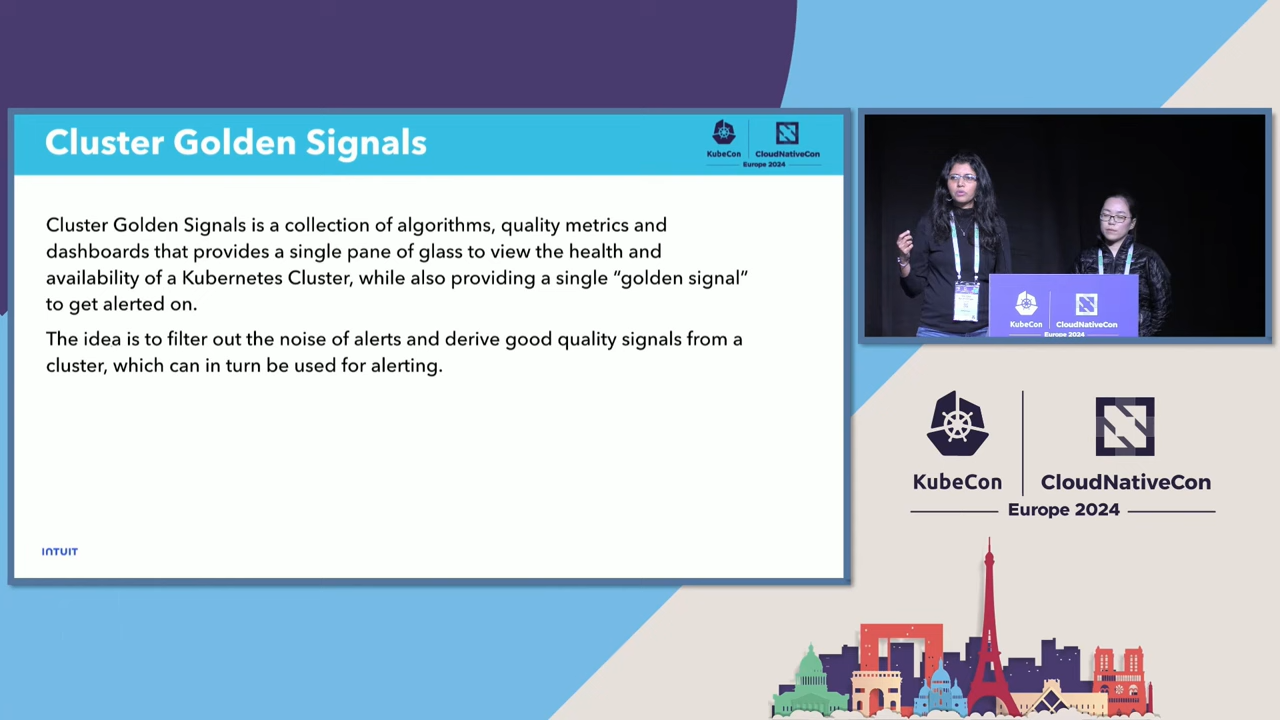 Cluster Golden Signals
KubeCon
CloudNativeCon
Europe 2024
Cluster Golden Signals is a collection of algorithms, quality metrics and
dashboards that provides a single pane of glass to view the health and
availability of a Kubernetes Cluster, while also providing a single “golden signal”
to get alerted on.
The idea is to filter out the noise of alerts and derive good quality signals from a
cluster, which can in turn be used for alerting.
INTUIT
KubeCon
CloudNativeCon
Europe 2024
KubeCon
CloudNativeCon
Europe 2024